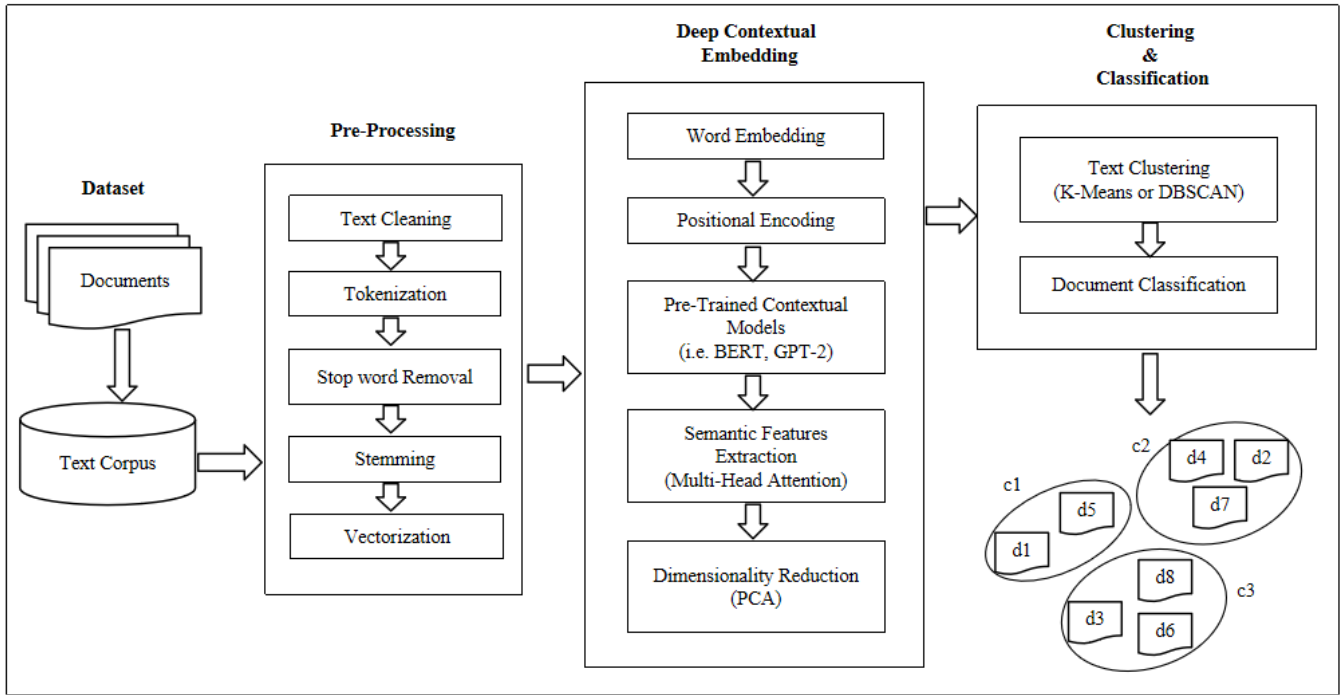 Dataset
Documents
Text Corpus
Pre-Processing
Text Cleaning
Tokenization
Stop word Removal
Stemming
Vectorization
Deep Contextual
Embedding
Word Embedding
Positional Encoding
Pre-Trained Contextual
Models
(i.e. BERT, GPT-2)
Semantic Features
Extraction
(Multi-Head Attention)
Dimensionality Reduction
(PCA)
Clustering
&
Classification
Text Clustering
(K-Means or DBSCAN)
Document Classification
c1
d5
d1
c2
d4
d2
d7
c3
d8
d3
d6